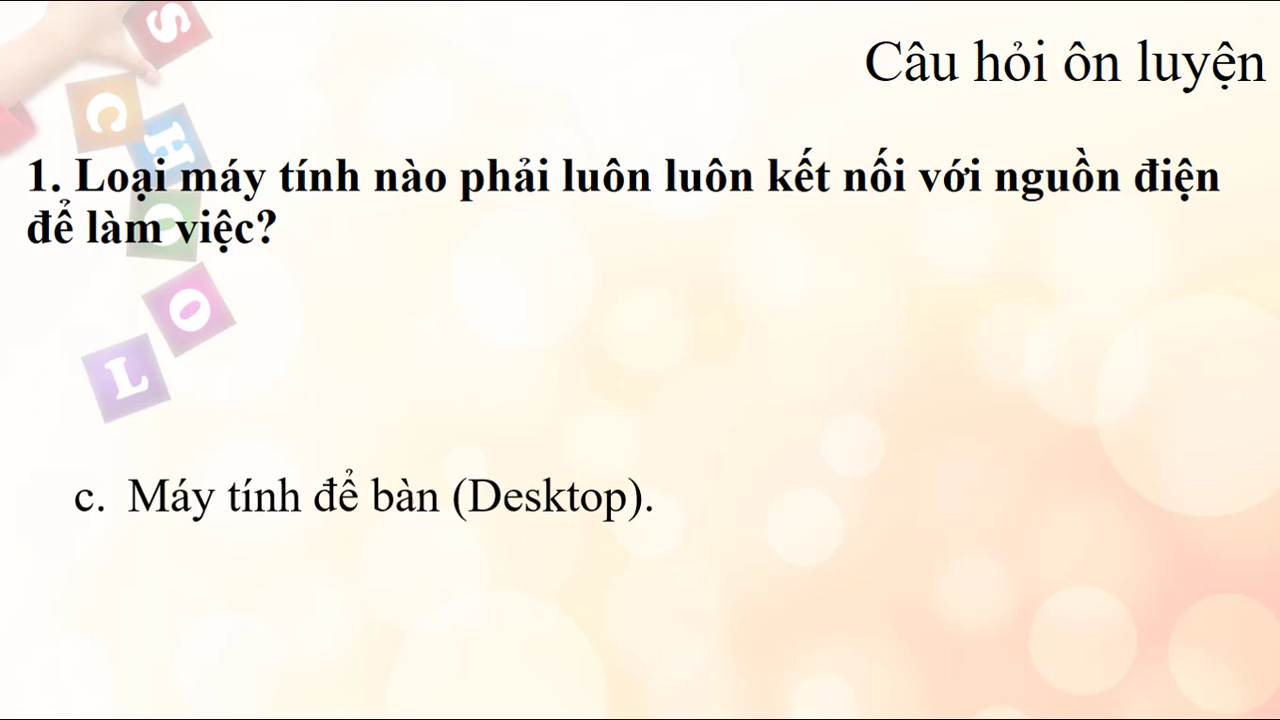 S
Câu hỏi ôn luyện
C
H
1. Loại máy tính nào phải luôn luôn kết nối với nguồn điện
để làm việc?
O
O
L
c. Máy tính để bàn (Desktop).